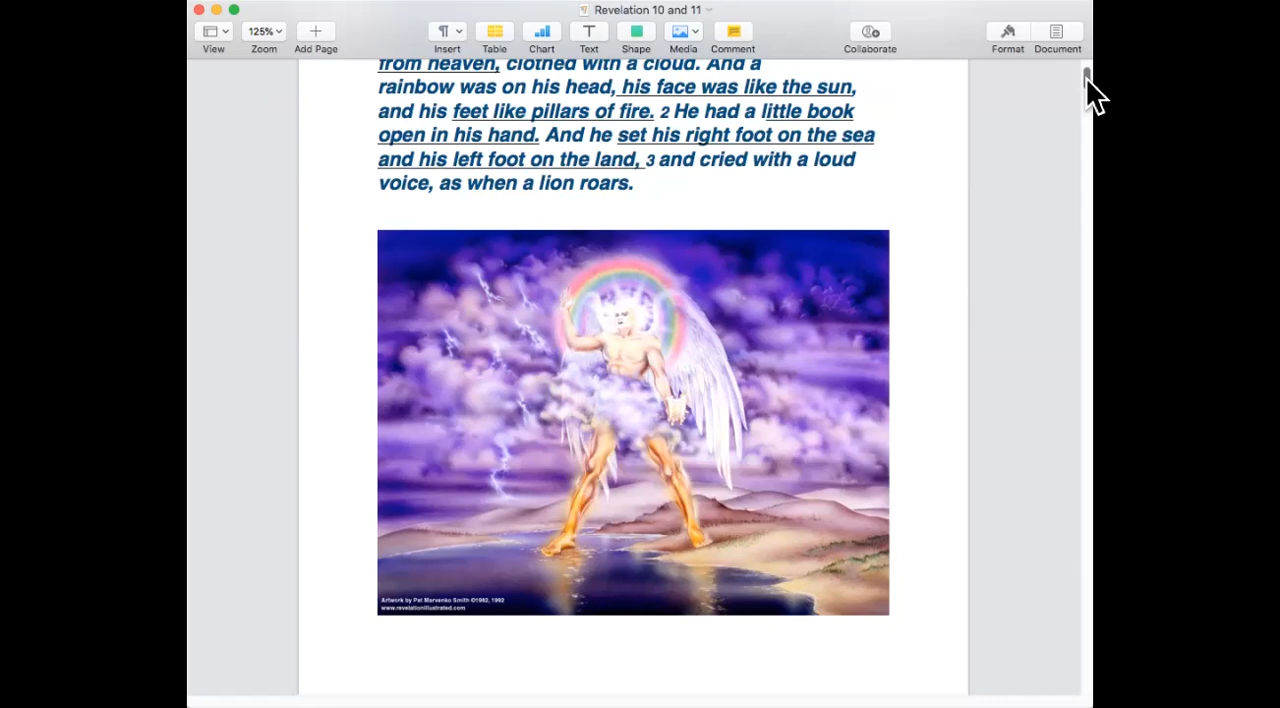 Revelation 10 and 11
125%
View
Zoom
Add Page
Insert
Table
Chart
Text
Shape
Media
Comment
Collaborate
Format
Document
from heaven, clothed with a cloud. And a
rainbow was on his head, his face was like the sun,
and his feet like pillars of fire. 2 He had a little book
open in his hand. And he set his right foot on the sea
and his left foot on the land, 3 and cried with a loud
voice, as when a lion roars.
Artwork by Pat Marvenko Smith ©1982, 1992
www.revelationillustrated.com